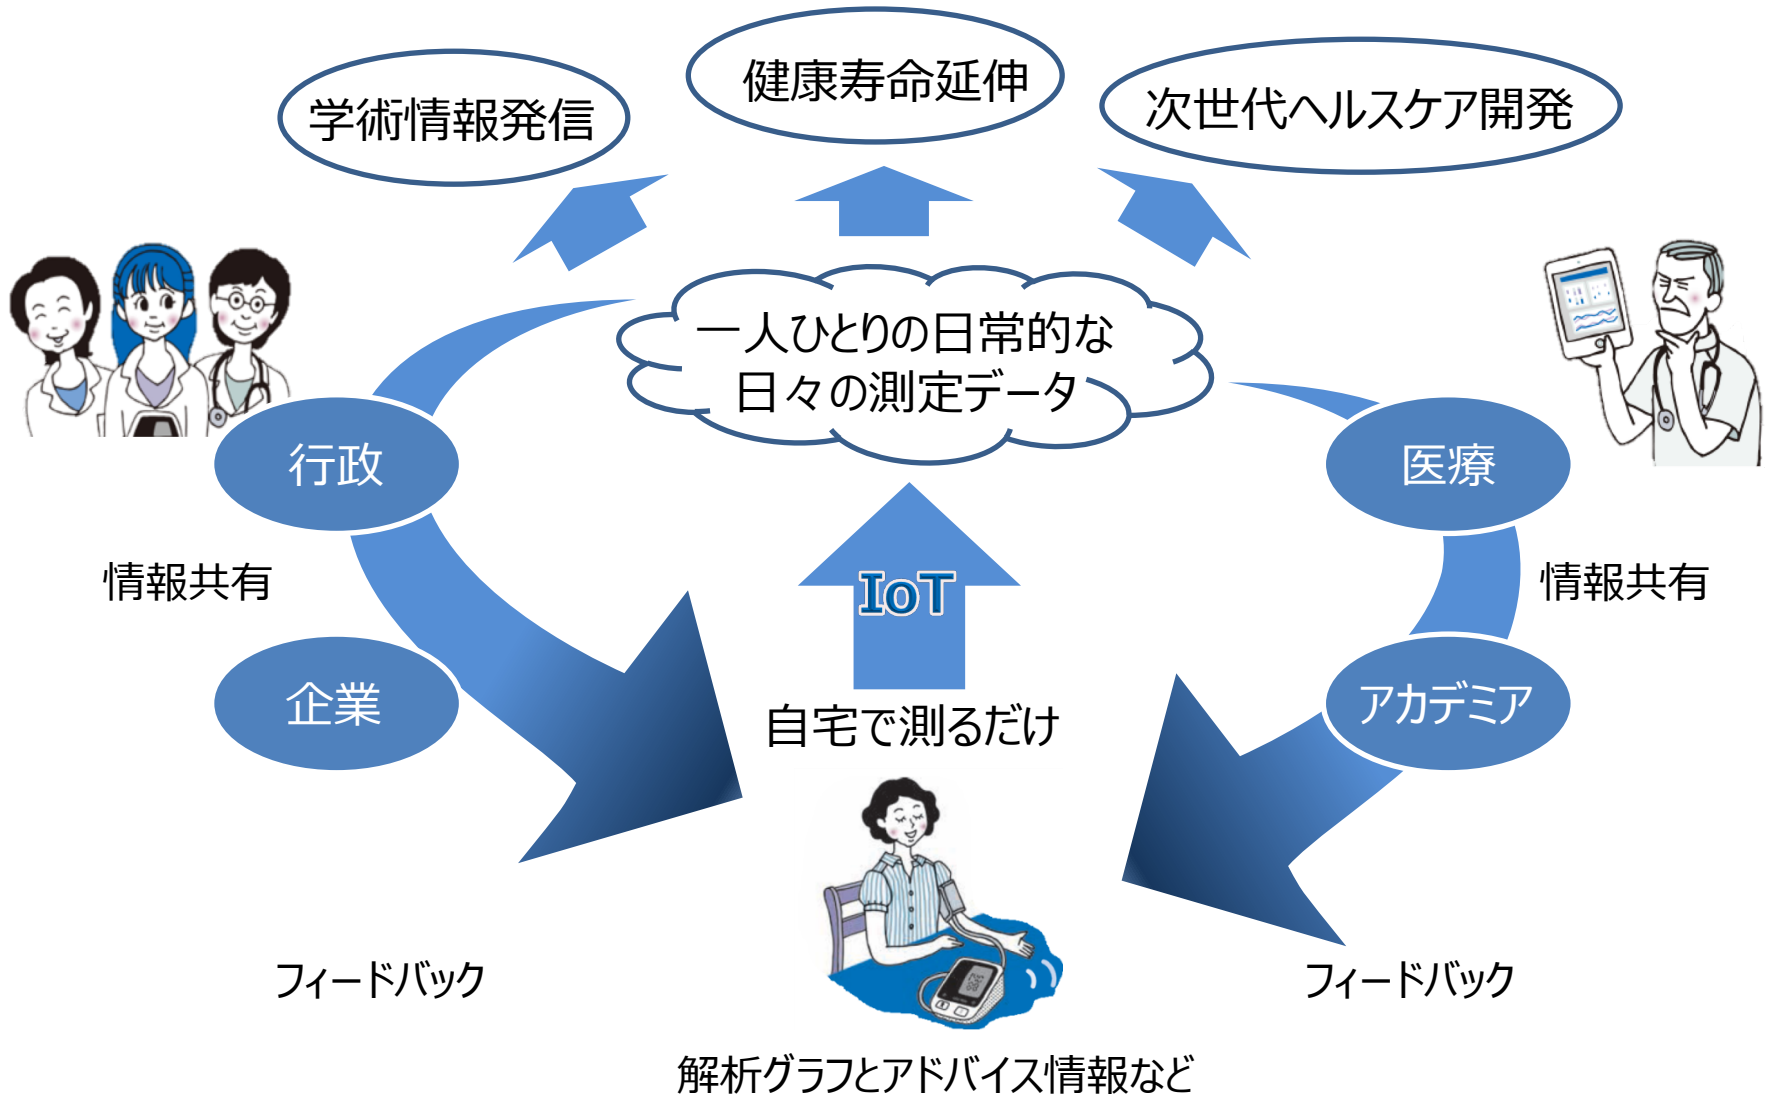 学術情報発信
健康寿命延伸
次世代ヘルスケア開発
一人ひとりの日常的な
日々の測定データ
行政
医療
情報共有
IoT
情報共有
企業
自宅で測るだけ
アカデミア
フィードバック
フィードバック
解析グラフとアドバイス情報など